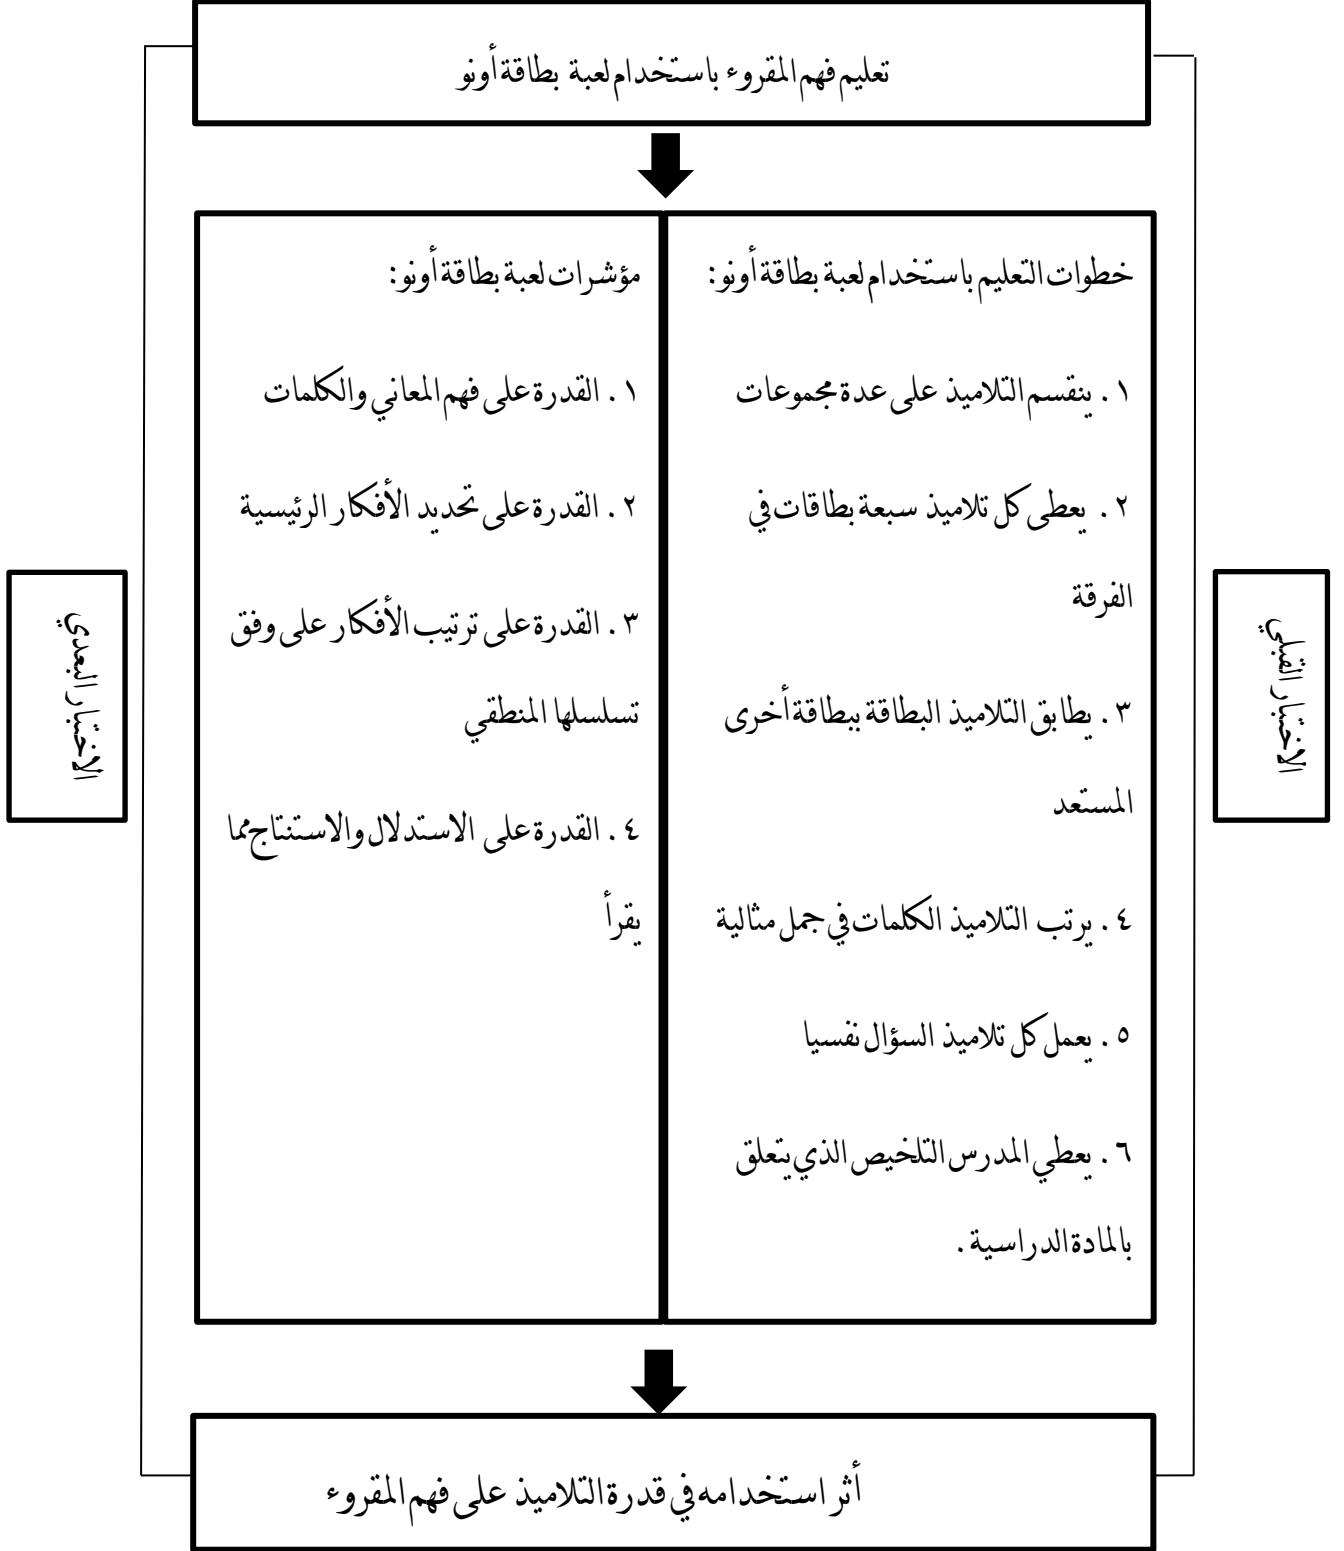 تعليم فهم المقروء باستخدام لعبة بطاقة أونو
خطوات التعليم باستخدام لعبة بطاقة أونو:
١. ينقسم التلاميذ على عدة مجموعات
٢. يعطى كل تلاميذ سبعة بطاقات في
الفرقة
٣. يطابق التلاميذ البطاقة ببطاقة أخرى
المستعد
٤. يرتب التلاميذ الكلمات في جمل مثالية
٥. يعمل كل تلاميذ السؤال نفسيا
٦. يعطي المدرس التلخيص الذي يتعلق
بالمادة الدراسية.
مؤشرات لعبة بطاقة أونو:
١. القدرة على فهم المعاني والكلمات
٢. القدرة على تحديد الأفكار الرئيسية
٣. القدرة على ترتيب الأفكار على وفق
تسلسلها المنطقي
٤. القدرة على الاستدلال والاستنتاج مما
يقرأ
الاختبار القبلي
الاختبار البعدي
أثر استخدامه في قدرة التلاميذ على فهم المقروء